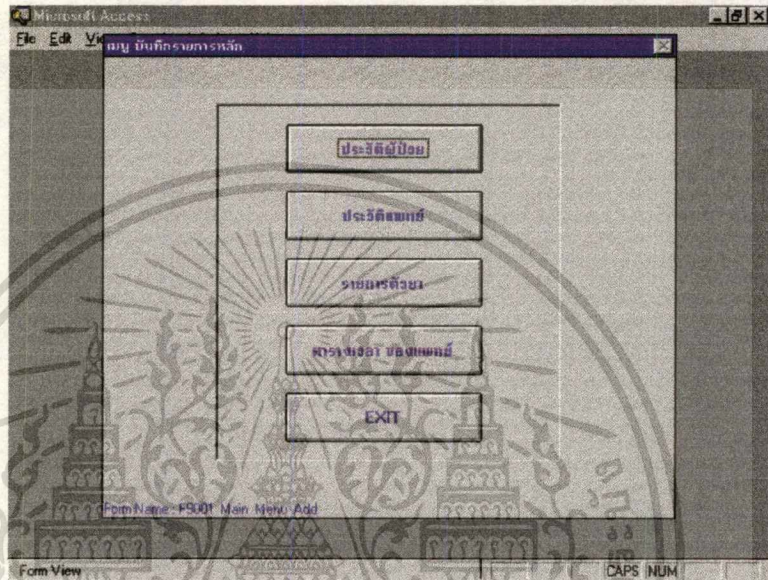 Microsoft Access
File Edit
เมนู บันทึกรายการหลัก
ประวัติผู้ป่วย
ประวัติแพทย์
รายการตัวยา
ตารางเวลา ของแพทย์
EXIT
Form Name : FS001 Main Menu Add
Form View
CAPS NUM